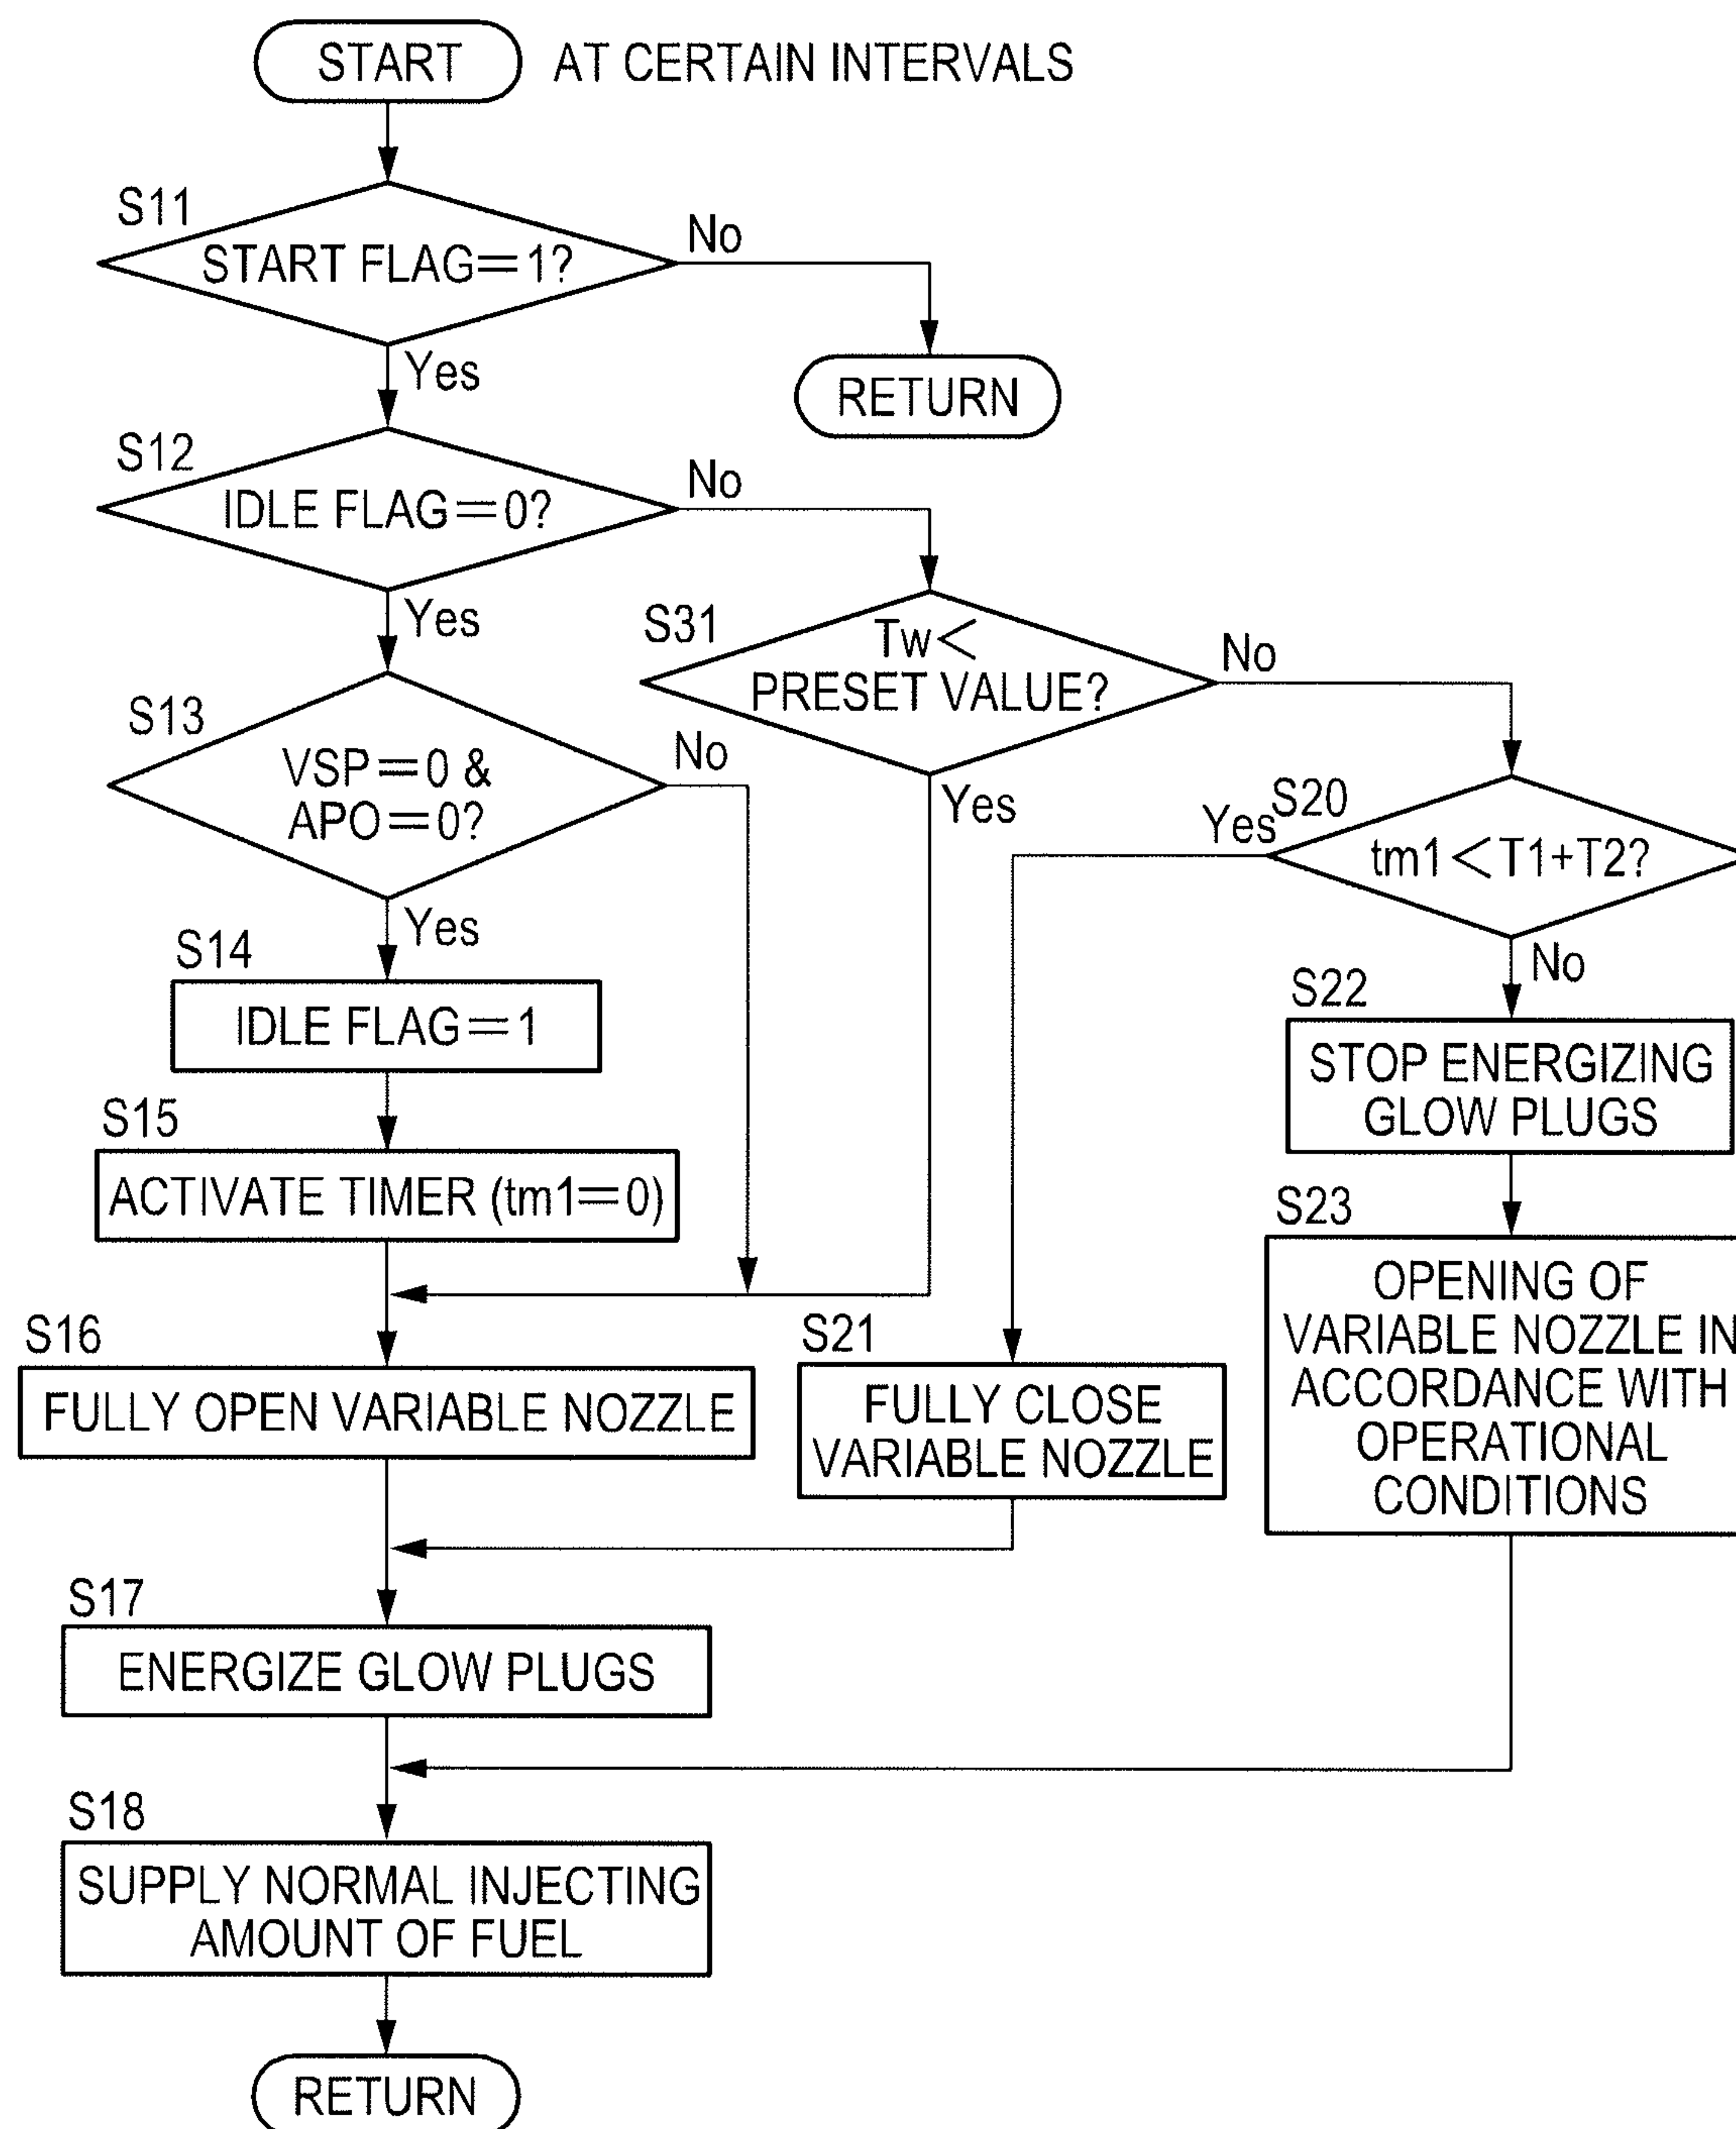 START AT CERTAIN INTERVALS
S11
START FLAG=1?
No
Yes
RETURN
S12
IDLE FLAG=0?
No
Yes
S31
Tw<
PRESET VALUE?
No
Yes
S13
VSP=0 &
APO=0?
No
Yes
S20
tm1<T1+T2?
Yes
No
S14
IDLE FLAG=1
S22
STOP ENERGIZING
GLOW PLUGS
S15
ACTIVATE TIMER (tm1=0)
S23
OPENING OF
VARIABLE NOZZLE IN
ACCORDANCE WITH
OPERATIONAL
CONDITIONS
S16
FULLY OPEN VARIABLE NOZZLE
S21
FULLY CLOSE
VARIABLE NOZZLE
S17
ENERGIZE GLOW PLUGS
S18
SUPPLY NORMAL INJECTING
AMOUNT OF FUEL
RETURN